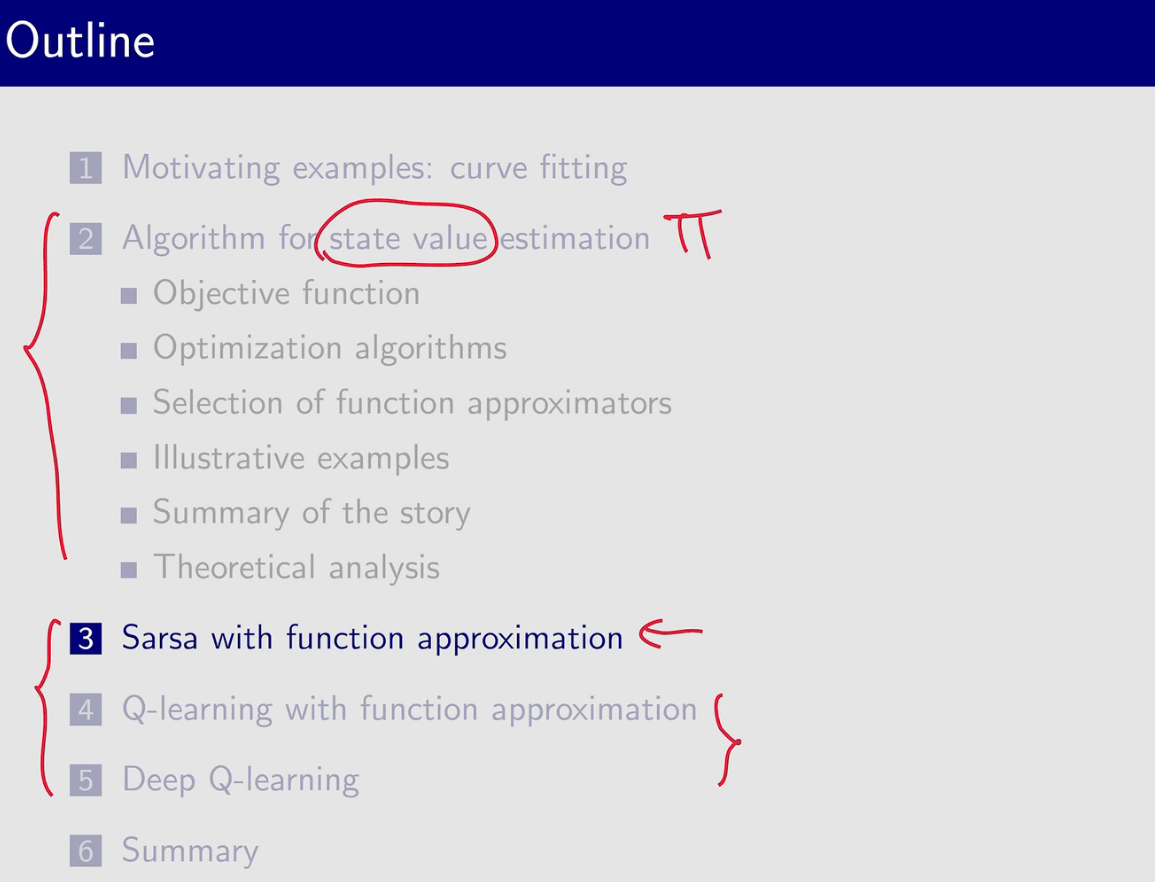 Outline
1 Motivating examples: curve fitting
2 Algorithm for state value estimation π
Objective function
Optimization algorithms
Selection of function approximators
Illustrative examples
Summary of the story
Theoretical analysis
3 Sarsa with function approximation
4 Q-learning with function approximation
5 Deep Q-learning
6 Summary